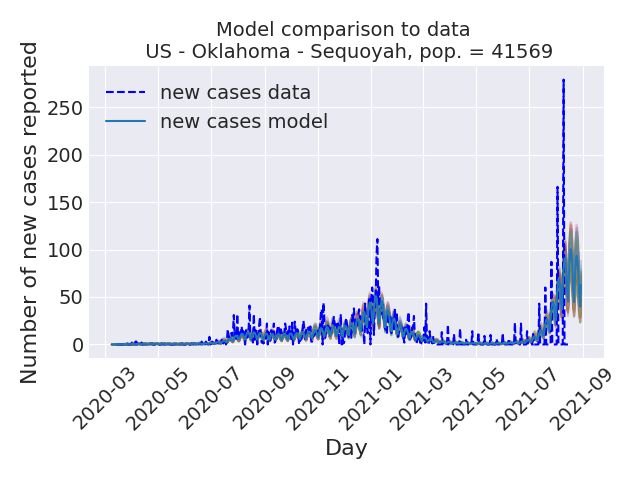 Model comparison to data
US - Oklahoma - Sequoyah, pop. = 41569
Number of new cases reported
250
200
150
100
50
0
new cases data
new cases model
2020-03
2020-05
2020-07
2020-09
2020-11
2021-01
2021-03
2021-05
2021-07
2021-09
Day